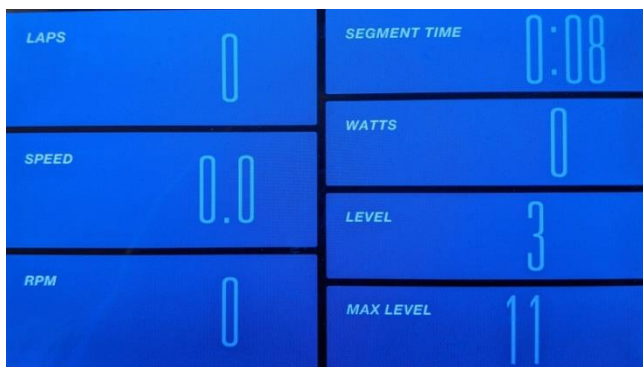 LAPS
0
SPEED
0.0
RPM
0
SEGMENT TIME
0:08
WATTS
0
LEVEL
3
MAX LEVEL
11